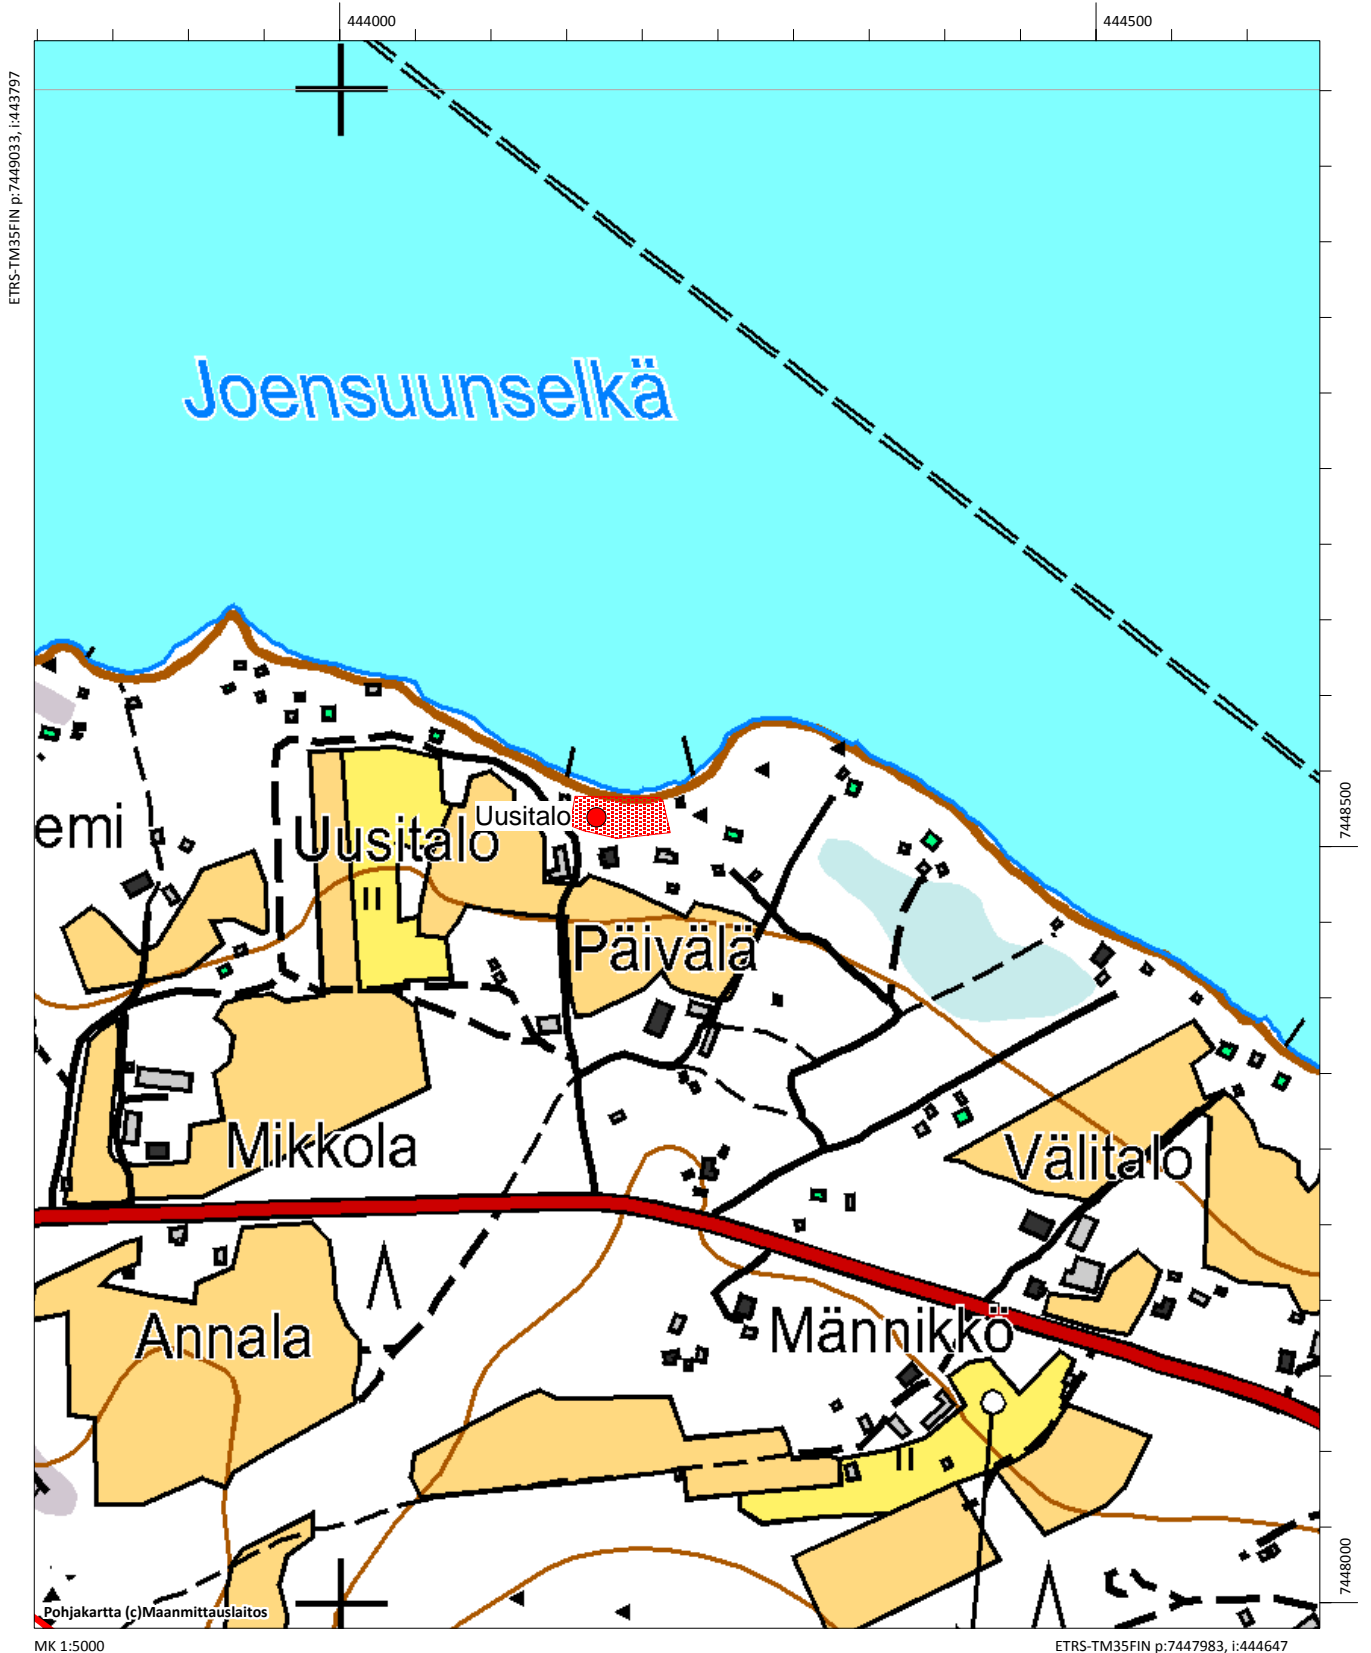 444000
444500
ETRS-TM35FIN p:7449033, i:443797
Joensuunselkä
7448500
Uusitalo
emi
Uusitalo
Päivälä
Mikkola
Välitalo
Annala
Männikkö
7448000
Pohjakartta (c)Maanmittauslaitos
MK 1:5000
ETRS-TM35FIN p:7447983, i:444647